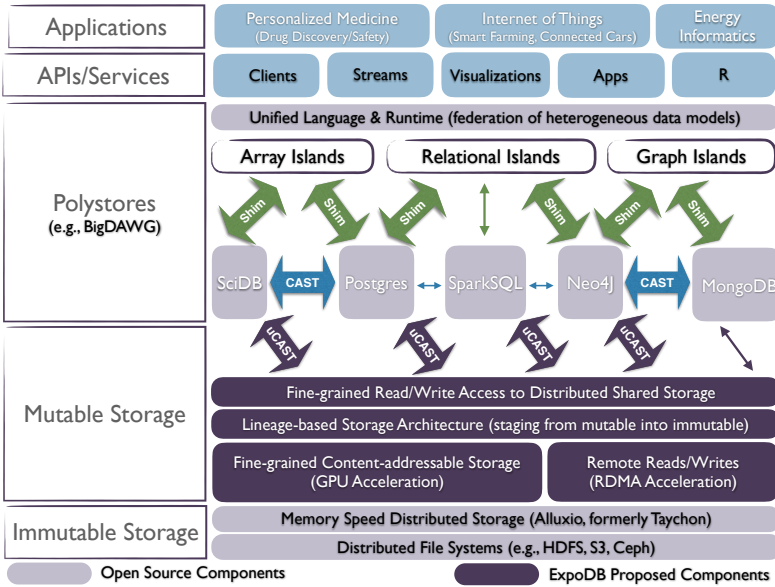 Applications
Personalized Medicine
(Drug Discovery/Safety)
Internet of Things
(Smart Farming, Connected Cars)
Energy
Informatics
APIs/Services
Clients
Streams
Visualizations
Apps
R
Polystores
(e.g., BigDAWG)
Unified Language & Runtime (federation of heterogeneous data models)
Array Islands
Relational Islands
Graph Islands
Shim
Shim
Shim
Shim
Shim
Shim
SciDB
CAST
Postgres
SparkSQL
Neo4J
CAST
MongoDB
uCAST
uCAST
uCAST
uCAST
Mutable Storage
Fine-grained Read/Write Access to Distributed Shared Storage
Lineage-based Storage Architecture (staging from mutable into immutable)
Fine-grained Content-addressable Storage
(GPU Acceleration)
Remote Reads/Writes
(RDMA Acceleration)
Immutable Storage
Memory Speed Distributed Storage (Alluxio, formerly Taychon)
Distributed File Systems (e.g., HDFS, S3, Ceph)
Open Source Components
ExpoDB Proposed Components